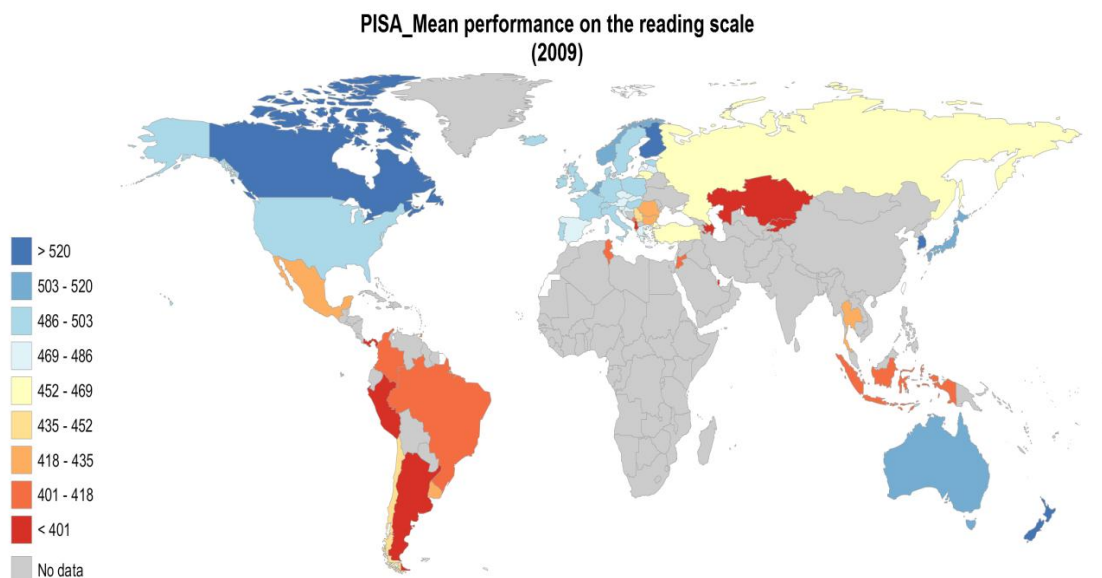 PISA_Mean performance on the reading scale
(2009)
> 520
503 - 520
486 - 503
469 - 486
452 - 469
435 - 452
418 - 435
401 - 418
< 401
No data